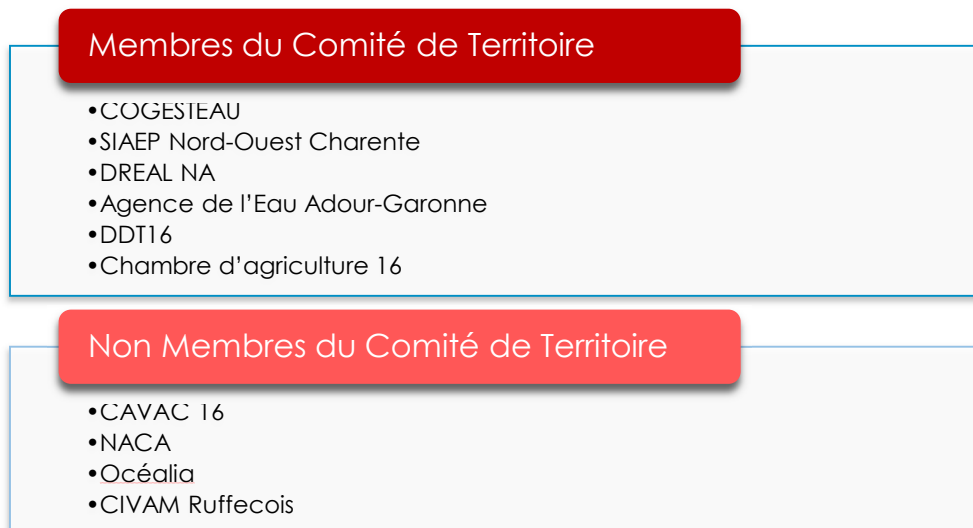 Membres du Comité de Territoire
•COGESTEAU
•SIAEP Nord-Ouest Charente
•DREAL NA
•Agence de l'Eau Adour-Garonne
•DDT16
•Chambre d'agriculture 16
Non Membres du Comité de Territoire
•CAVAC 16
•NACA
•Océalia
•CIVAM Ruffecois